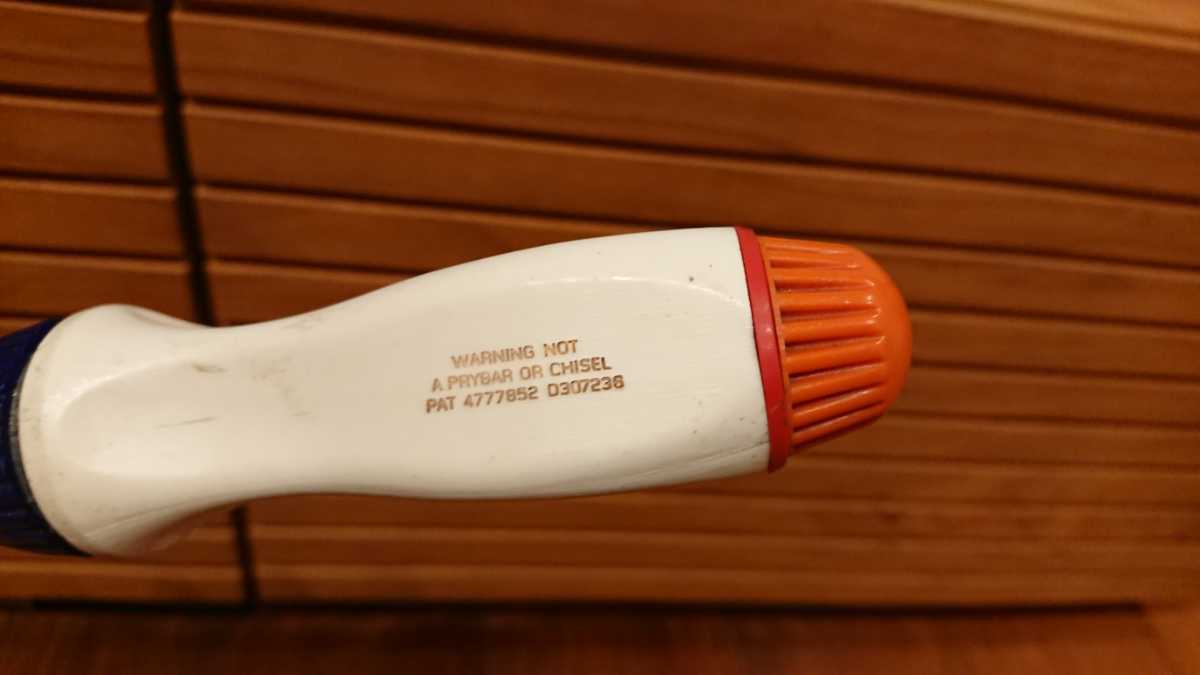 WARNING NOT
A PRYBAR OR CHISEL
PAT 4777852 D307236